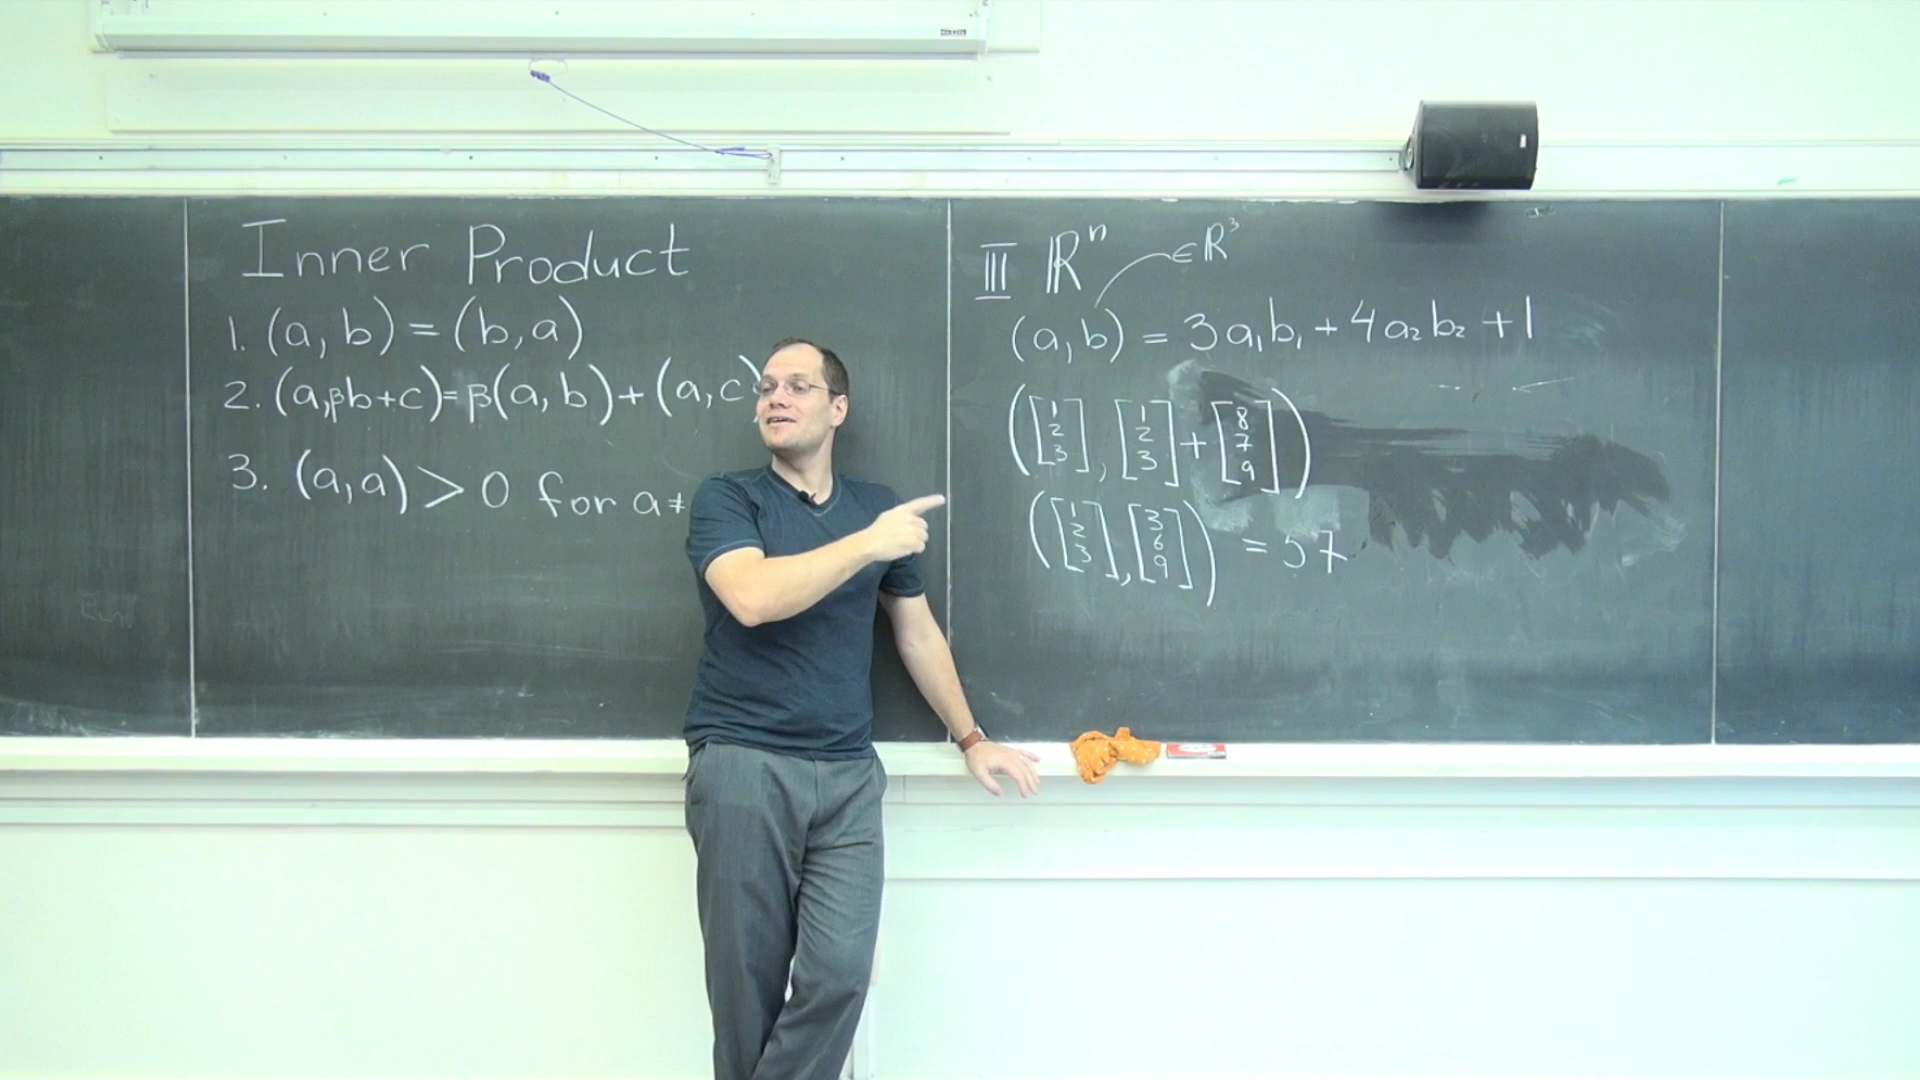 Inner Product
1. (a, b) = (b, a)
2. (a, βb + c) = β(a, b) + (a, c)
3. (a, a) > 0 for a ≠
III ℝⁿ ∈ ℝ³
(a, b) = 3a₁b₁ + 4a₂b₂ + 1
([1 2 3], [1 2 3] + [8 7 9])
([1 2 3], [3 6 9]) = 57